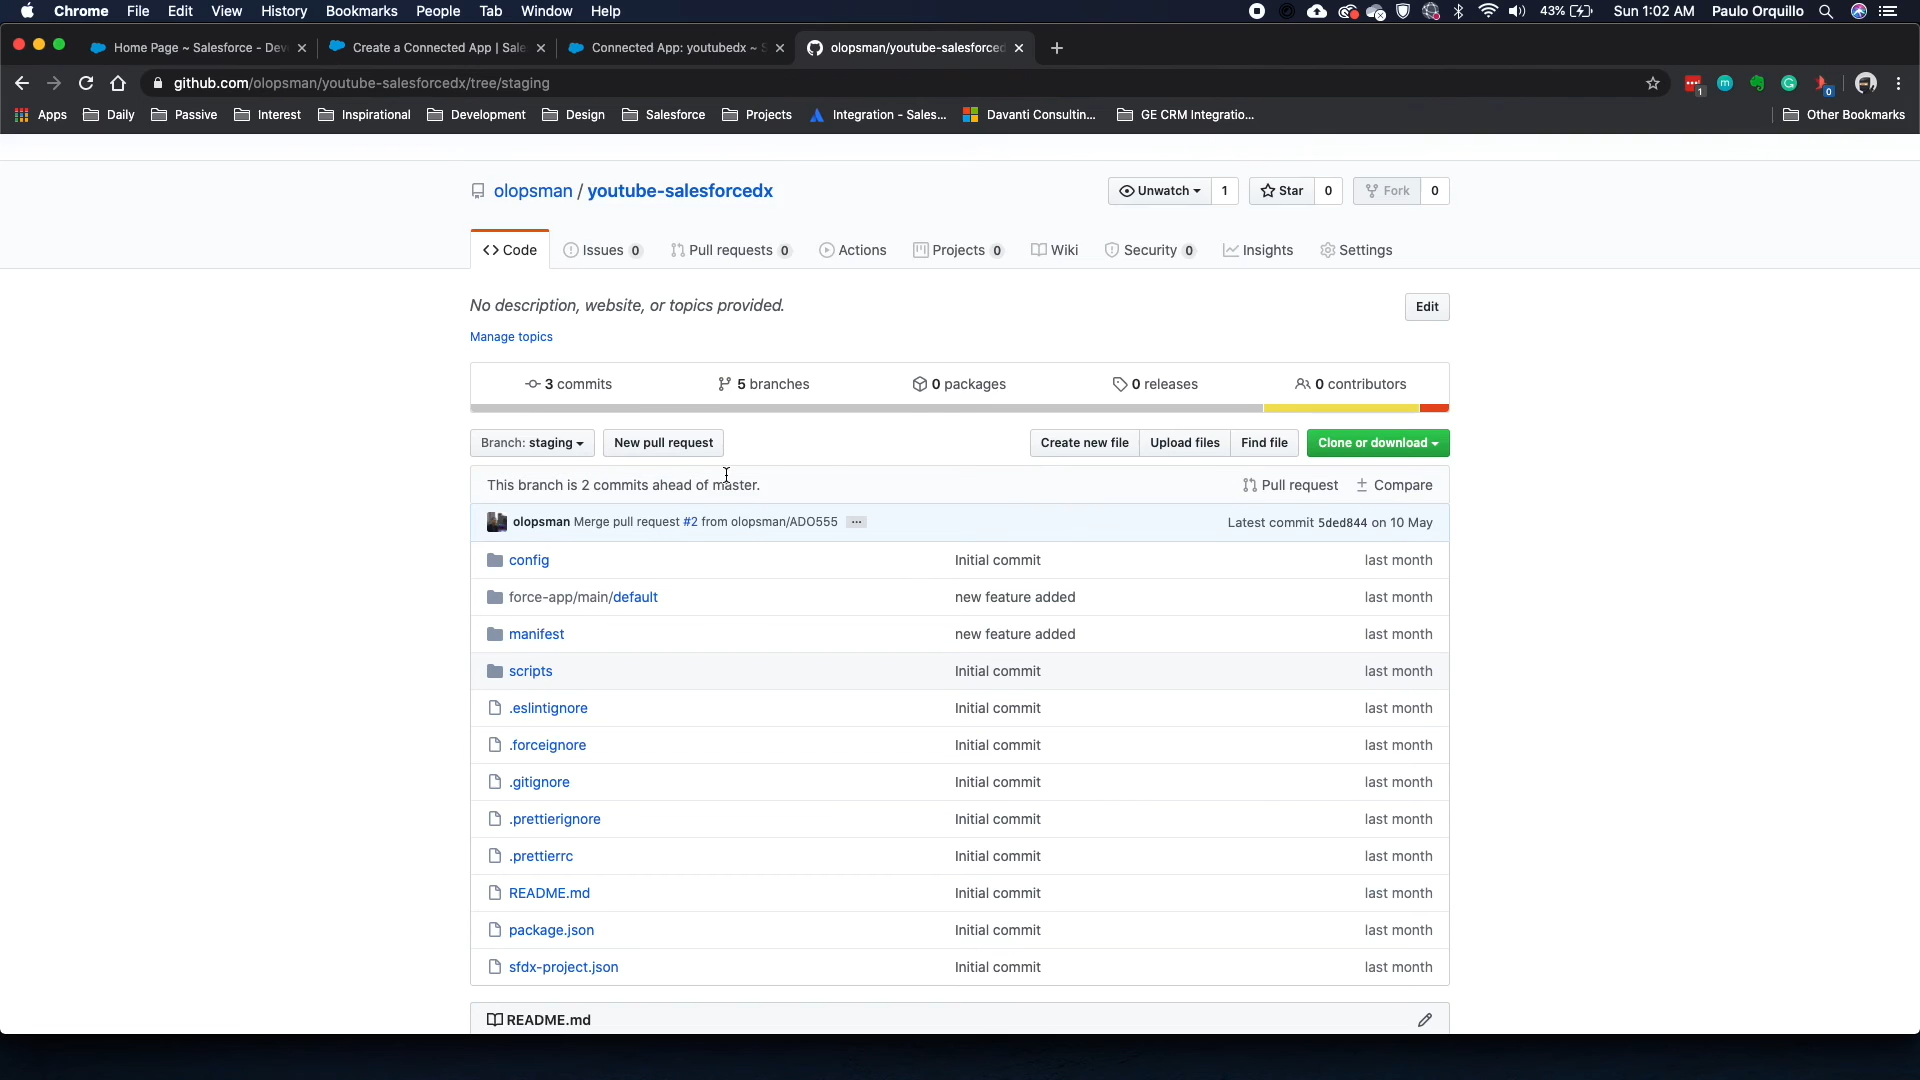 Chrome File Edit View History Bookmarks People Tab Window Help 43% Sun 1:02 AM Paulo Orquillo
Home Page ~ Salesforce - Dev Create a Connected App | Sale Connected App: youtubedx ~ S olopsman/youtube-salesforced
github.com/olopsman/youtube-salesforcedx/tree/staging 1 m G 0
Apps Daily Passive Interest Inspirational Development Design Salesforce Projects Integration - Sales... Davanti Consultin... GE CRM Integratio... Other Bookmarks
olopsman / youtube-salesforcedx Unwatch 1 Star 0 Fork 0
<> Code Issues 0 Pull requests 0 Actions Projects 0 Wiki Security 0 Insights Settings
No description, website, or topics provided. Edit
Manage topics
3 commits 5 branches 0 packages 0 releases 0 contributors
Branch: staging New pull request Create new file Upload files Find file Clone or download
This branch is 2 commits ahead of master. Pull request Compare
olopsman Merge pull request #2 from olopsman/ADO555 ... Latest commit 5ded844 on 10 May
config Initial commit last month
force-app/main/default new feature added last month
manifest new feature added last month
scripts Initial commit last month
.eslintignore Initial commit last month
.forceignore Initial commit last month
.gitignore Initial commit last month
.prettierignore Initial commit last month
.prettierrc Initial commit last month
README.md Initial commit last month
package.json Initial commit last month
sfdx-project.json Initial commit last month
README.md